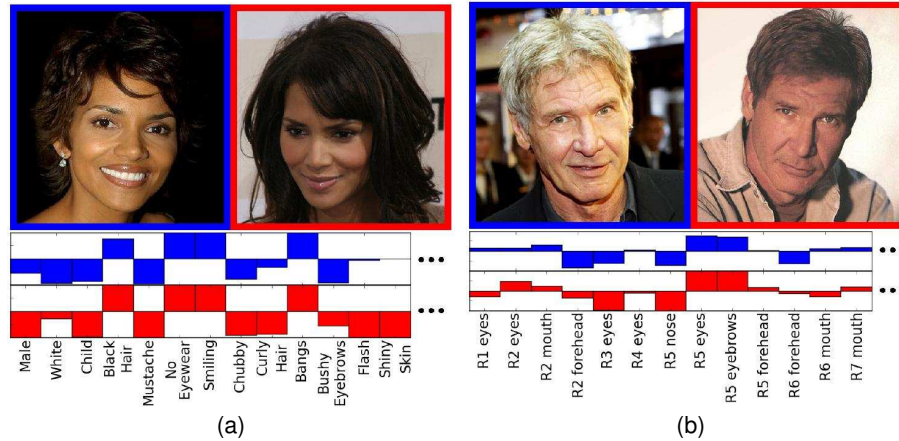 Male
White
Child
Black
Hair
Mustache
No
Eyewear
Smiling
Chubby
Curly
Hair
Bangs
Bushy
Eyebrows
Flash
Shiny
Skin
R1 eyes
R2 eyes
R2 mouth
R2 forehead
R3 eyes
R4 eyes
R5 nose
R5 eyes
R5 eyebrows
R5 forehead
R6 forehead
R6 mouth
R7 mouth
(a)
(b)